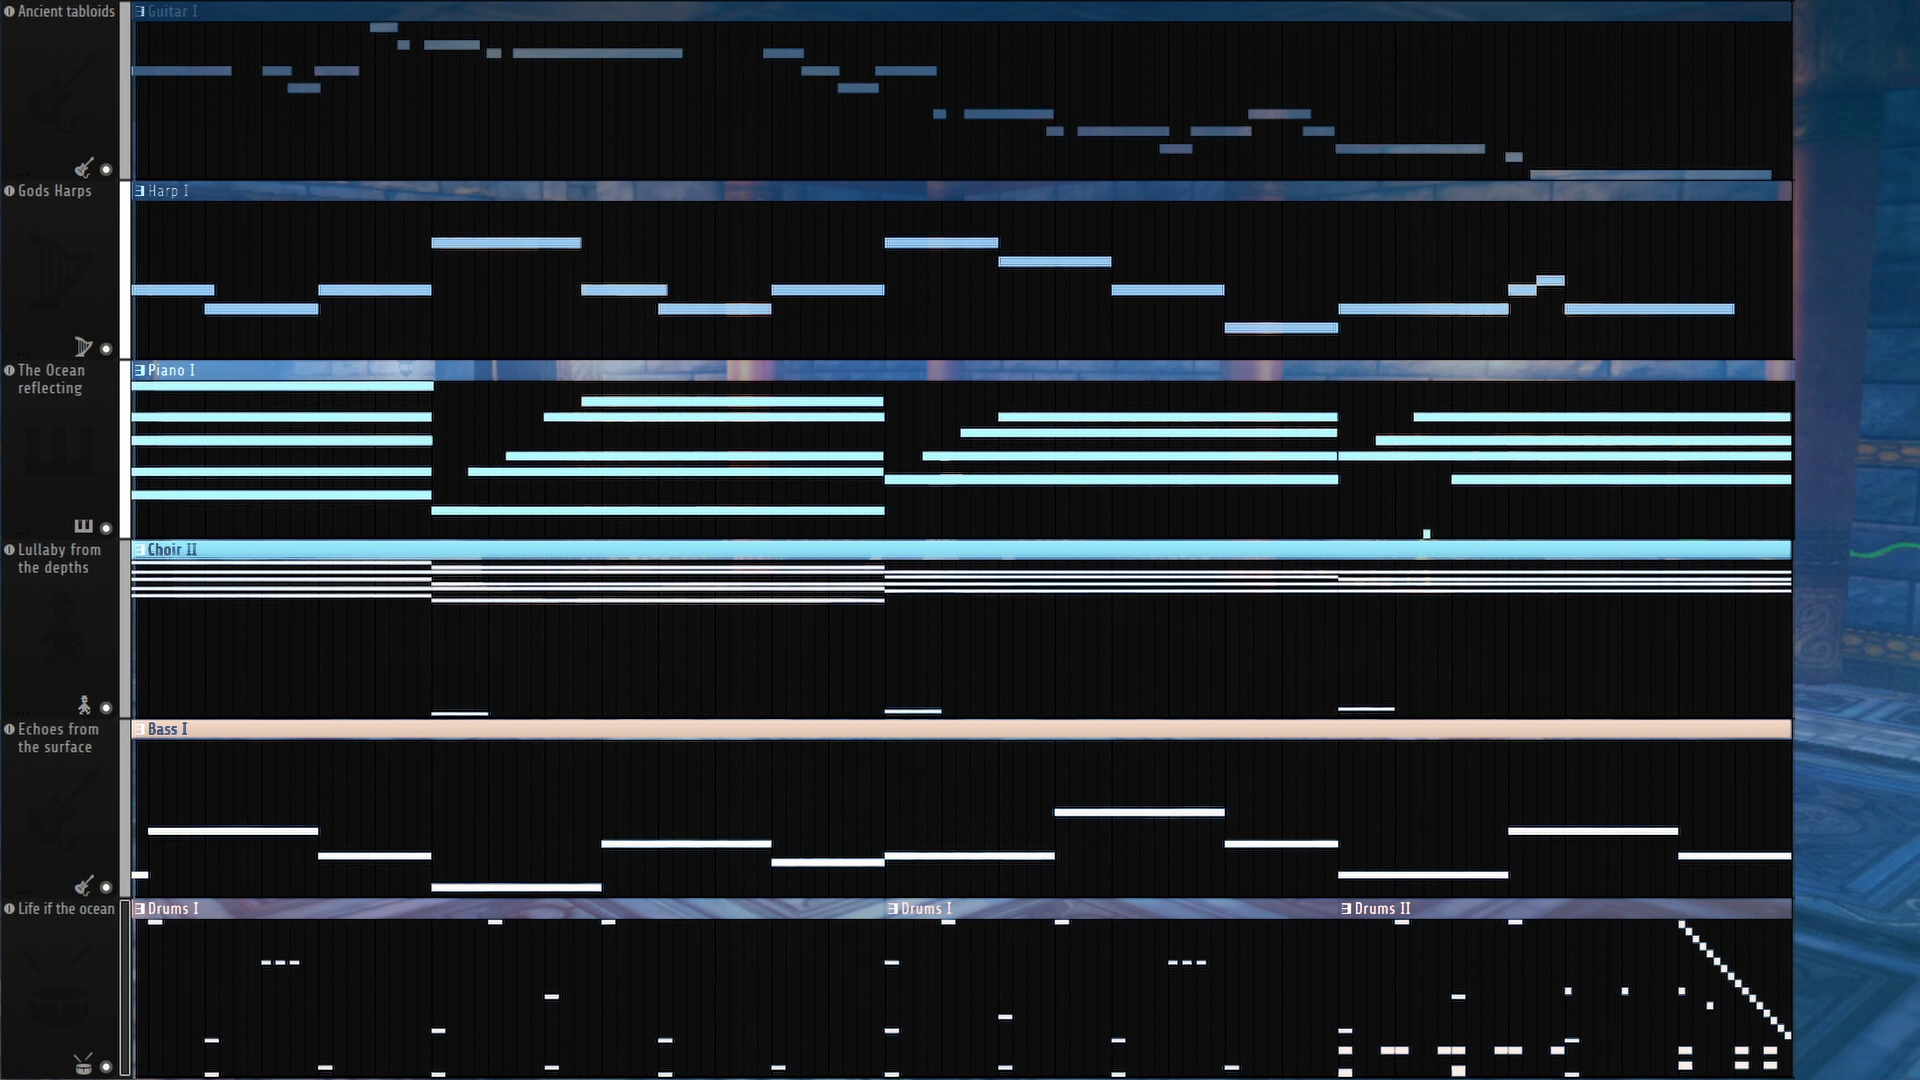 Ancient tabloids
Guitar I
Gods Harps
Harp I
The Ocean
reflecting
Piano I
Lullaby from
the depths
Choir II
Echoes from
the surface
Bass I
Life if the ocean
Drums I
Drums I
Drums II